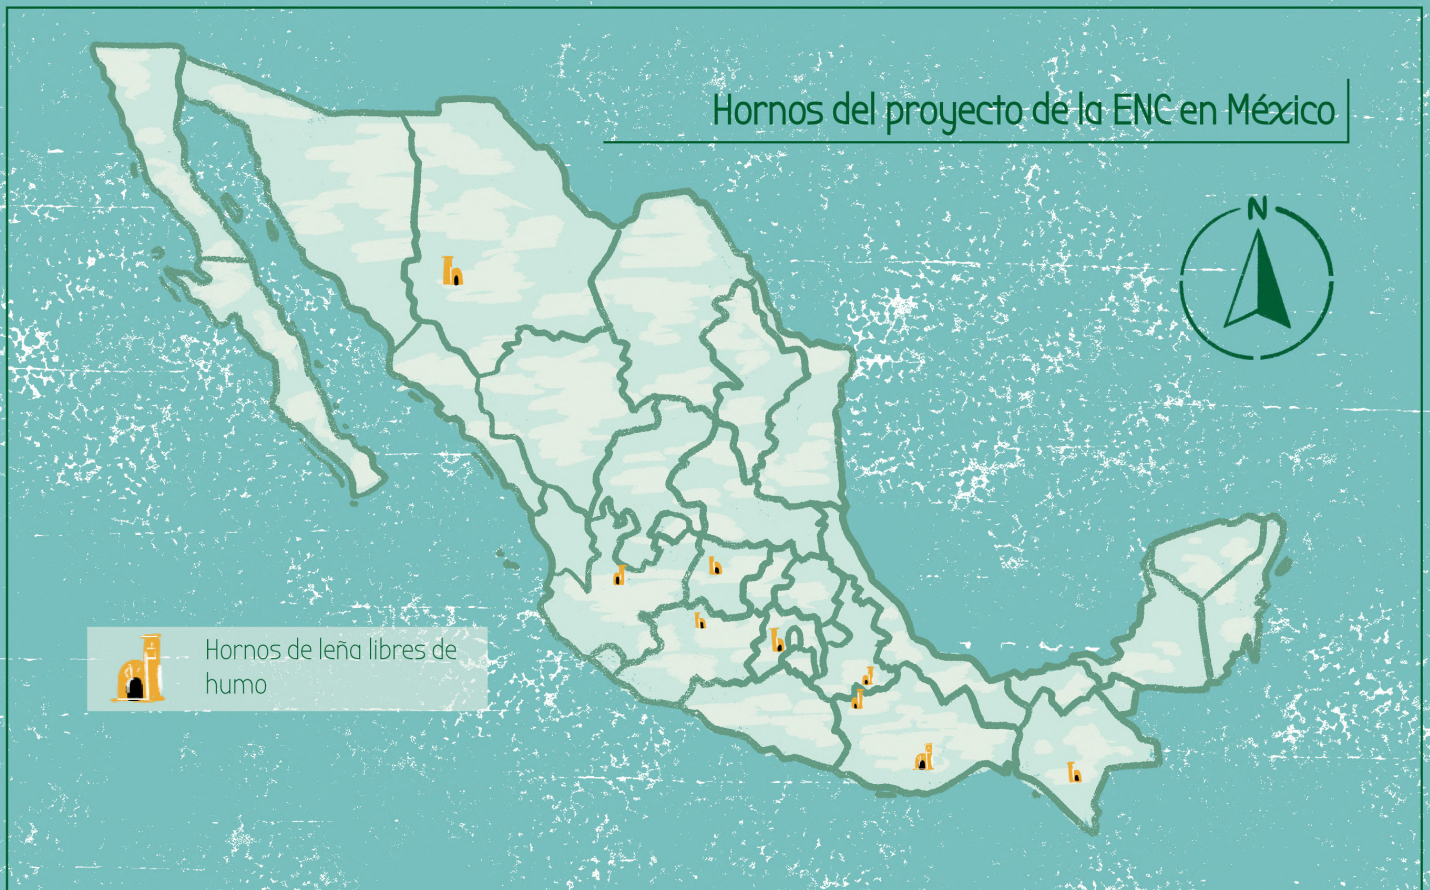 Hornos del proyecto de la ENC en México
N
Hornos de leña libres de
humo